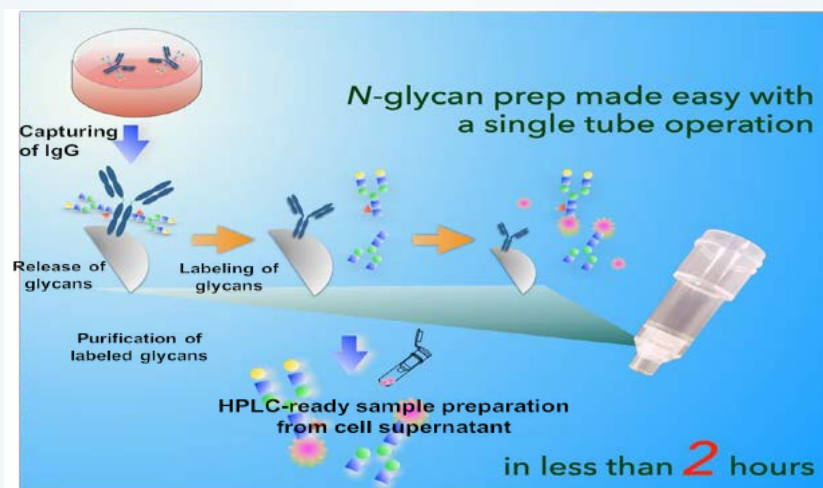 N-glycan prep made easy with
a single tube operation
Capturing
of IgG
Release of
glycans
Labeling of
glycans
Purification of
labeled glycans
HPLC-ready sample preparation
from cell supernatant
in less than 2 hours